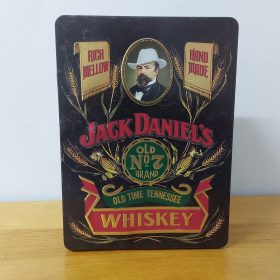 RICH
MELLOW
HAND
MADE
JACK DANIEL'S
OLD
Nº 7
BRAND
OLD TIME TENNESSEE
WHISKEY